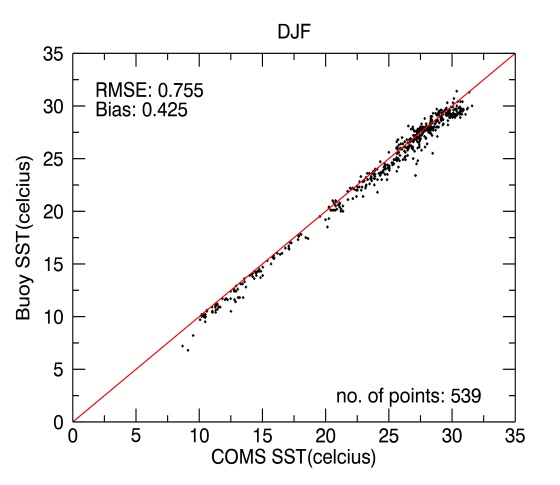 DJF
35
30
25
20
15
10
5
0
RMSE: 0.755
Bias: 0.425
Buoy SST(celcius)
no. of points: 539
0 5 10 15 20 25 30 35
COMS SST(celcius)